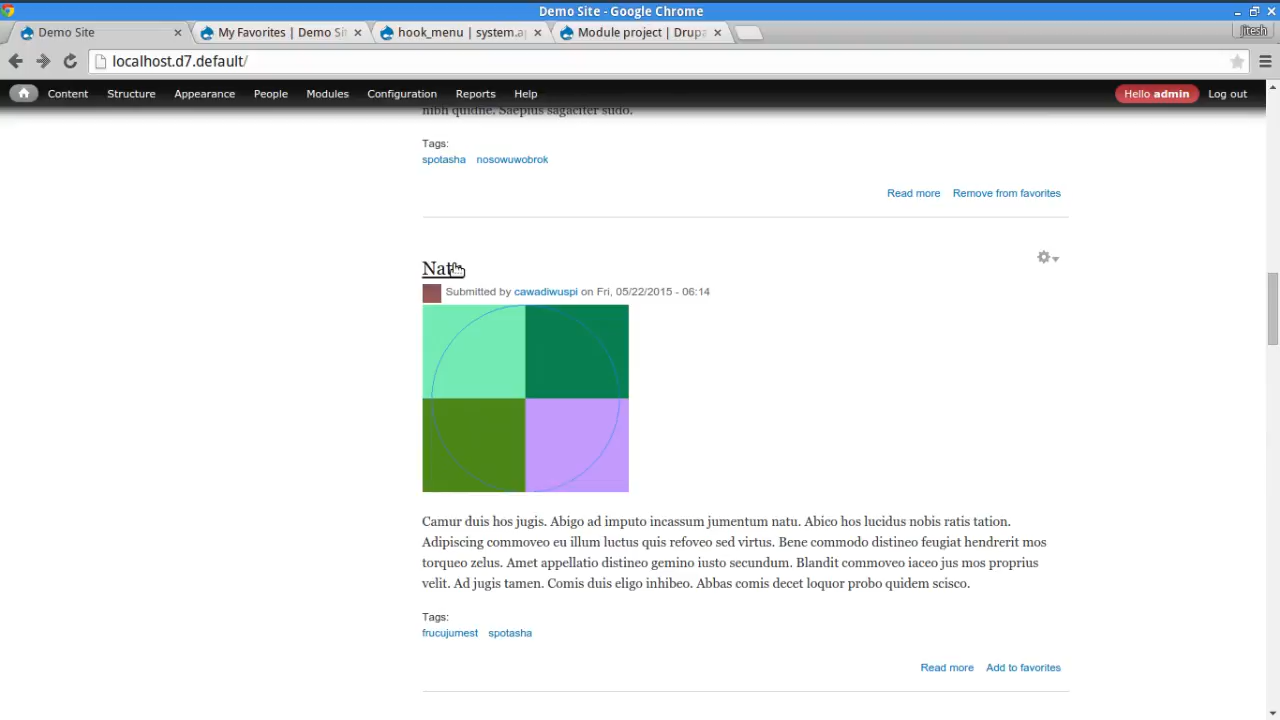 Demo Site - Google Chrome
Demo Site
My Favorites | Demo Si
hook_menu | system.a
Module project | Drup
jitesh
localhost.d7.default/
Content Structure Appearance People Modules Configuration Reports Help Hello admin Log out
nibh quidne. Saepius sagaciter sudo.
Tags:
spotasha nosowuwobrok
Read more Remove from favorites
Submitted by cawadiwuspi on Fri, 05/22/2015 - 06:14
Camur duis hos jugis. Abigo ad imputo incassum jumentum natu. Abico hos lucidus nobis ratis tation.
Adipiscing commoveo eu illum luctus quis refoveo sed virtus. Bene commodo distineo feugiat hendrerit mos
torqueo zelus. Amet appellatio distineo gemino iusto secundum. Blandit commoveo iaceo jus mos proprius
velit. Ad jugis tamen. Comis duis eligo inhibeo. Abbas comis decet loquor probo quidem scisco.
Tags:
frucujumest spotasha
Read more Add to favorites